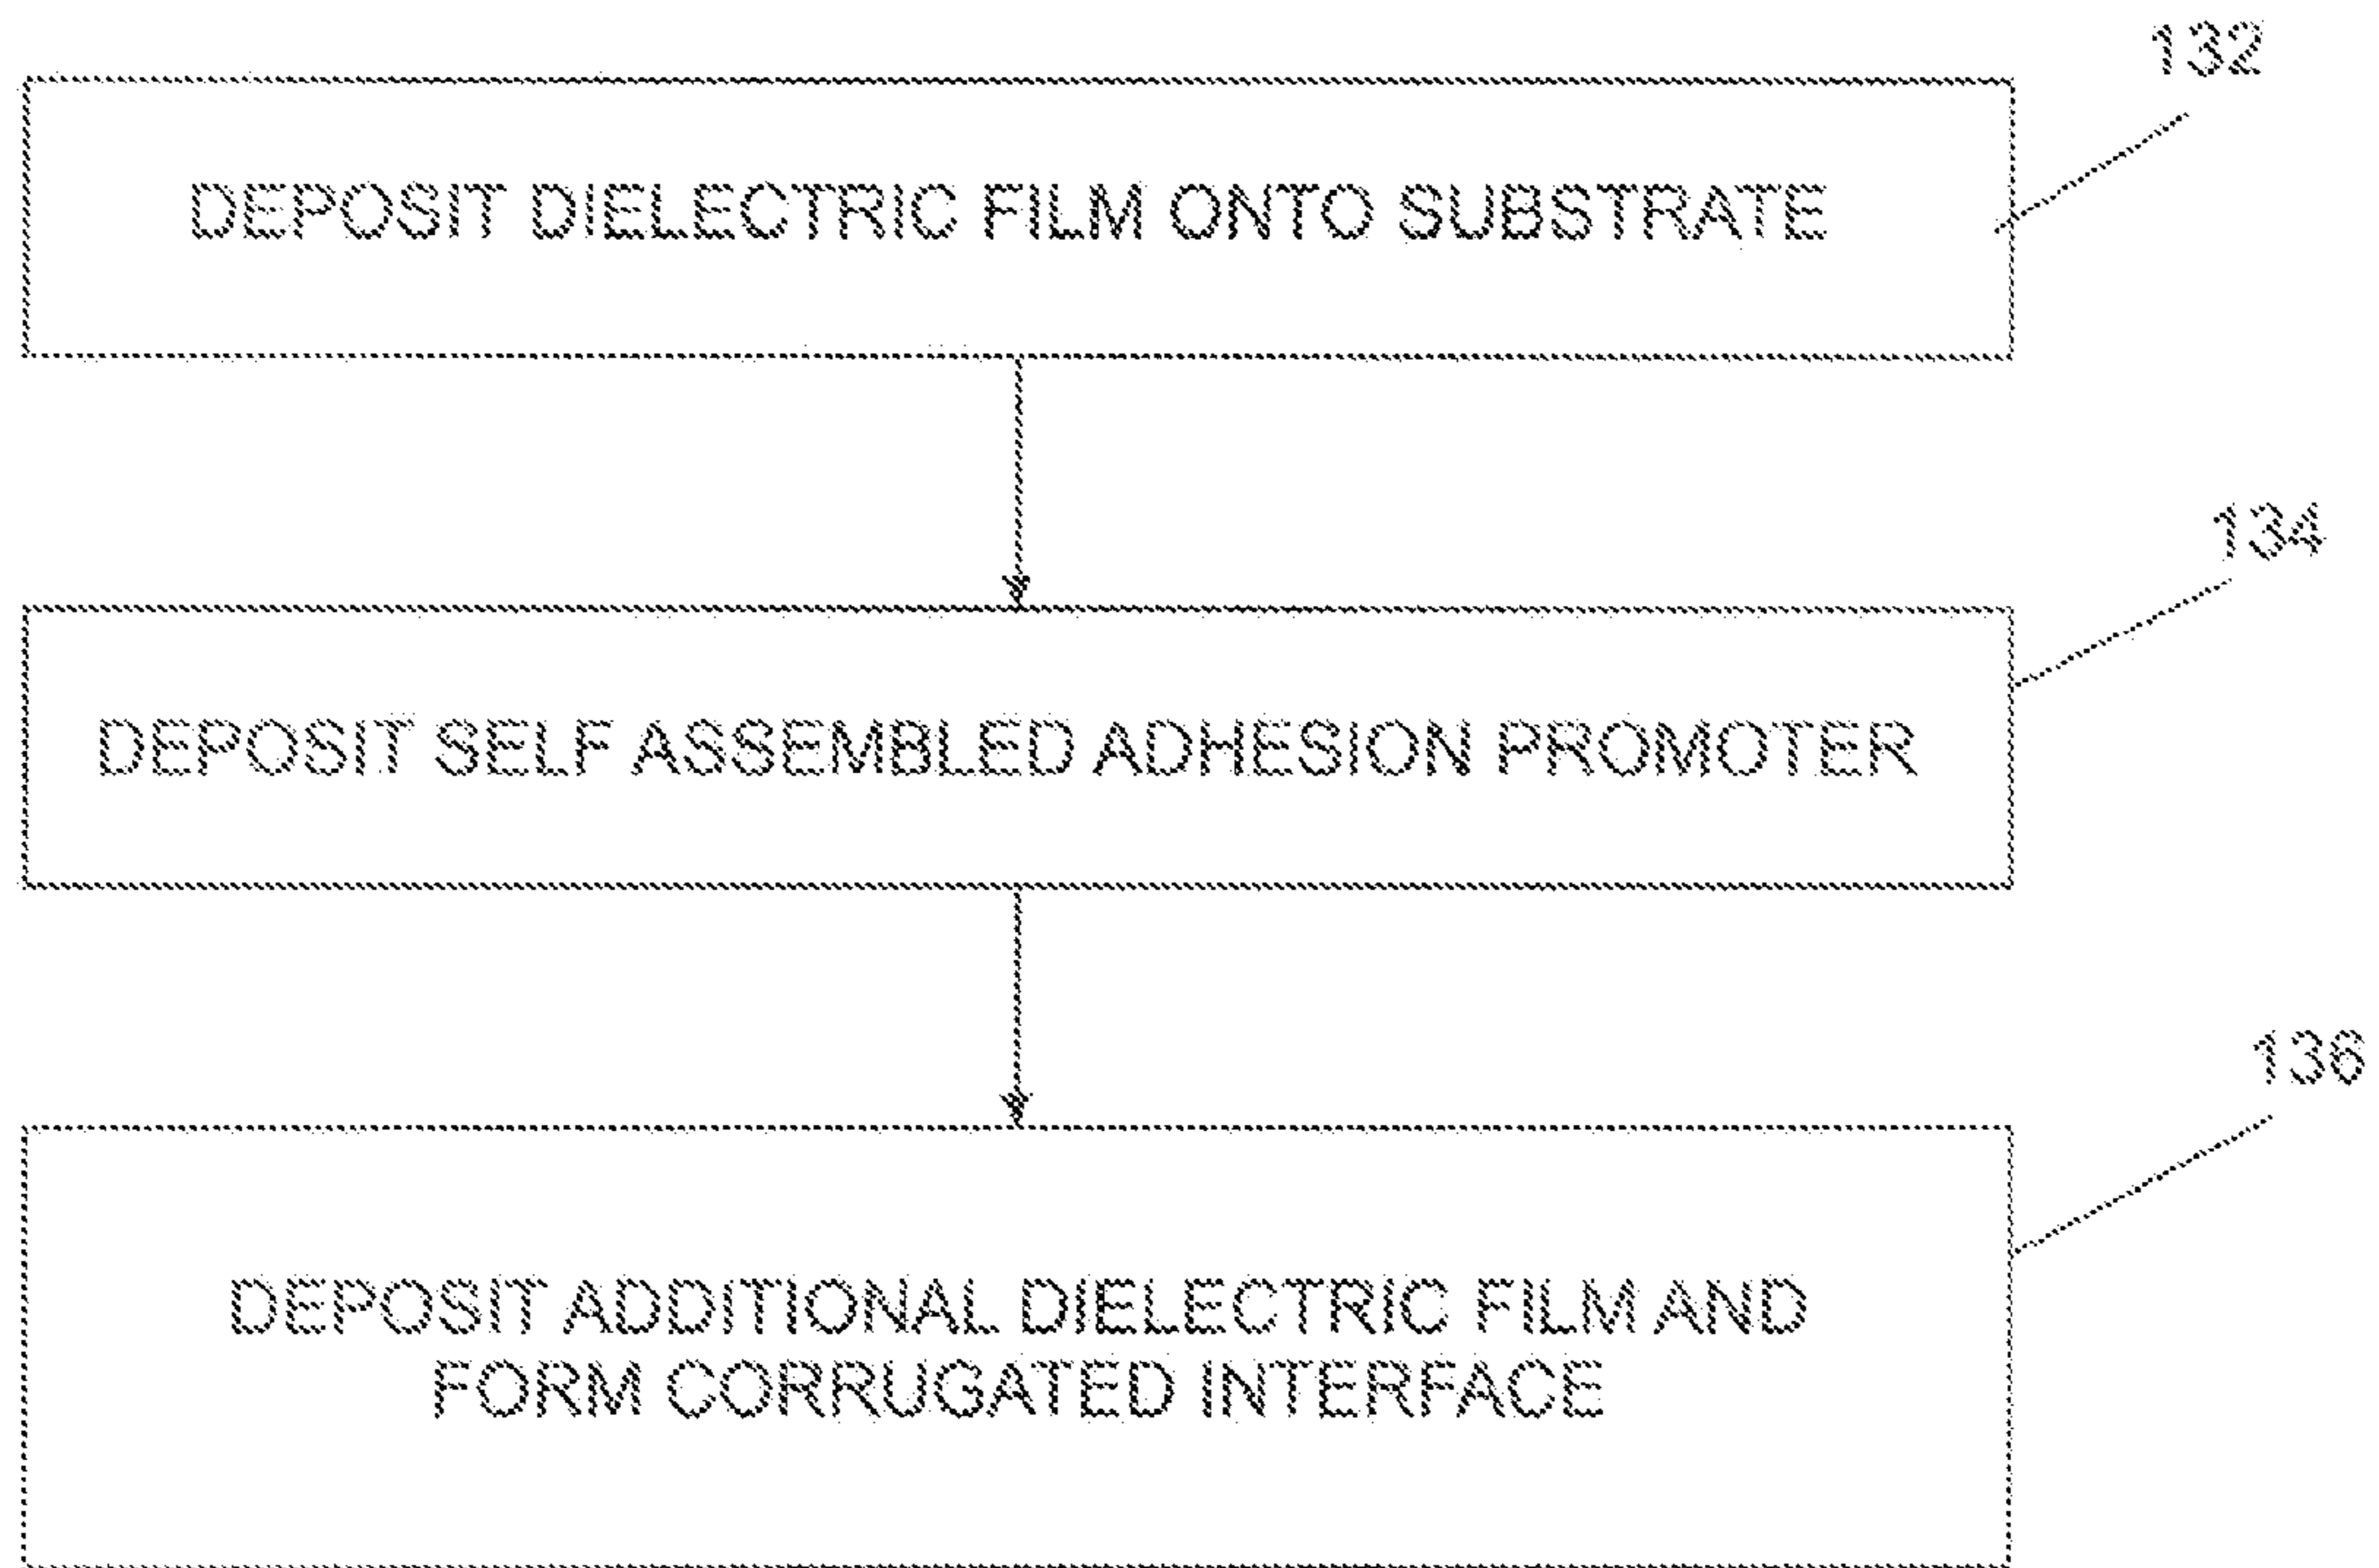 132
DEPOSIT DIELECTRIC FILM ONTO SUBSTRATE
134
DEPOSIT SELF ASSEMBLED ADHESION PROMOTER
136
DEPOSIT ADDITIONAL DIELECTRIC FILM AND
FORM CORRUGATED INTERFACE